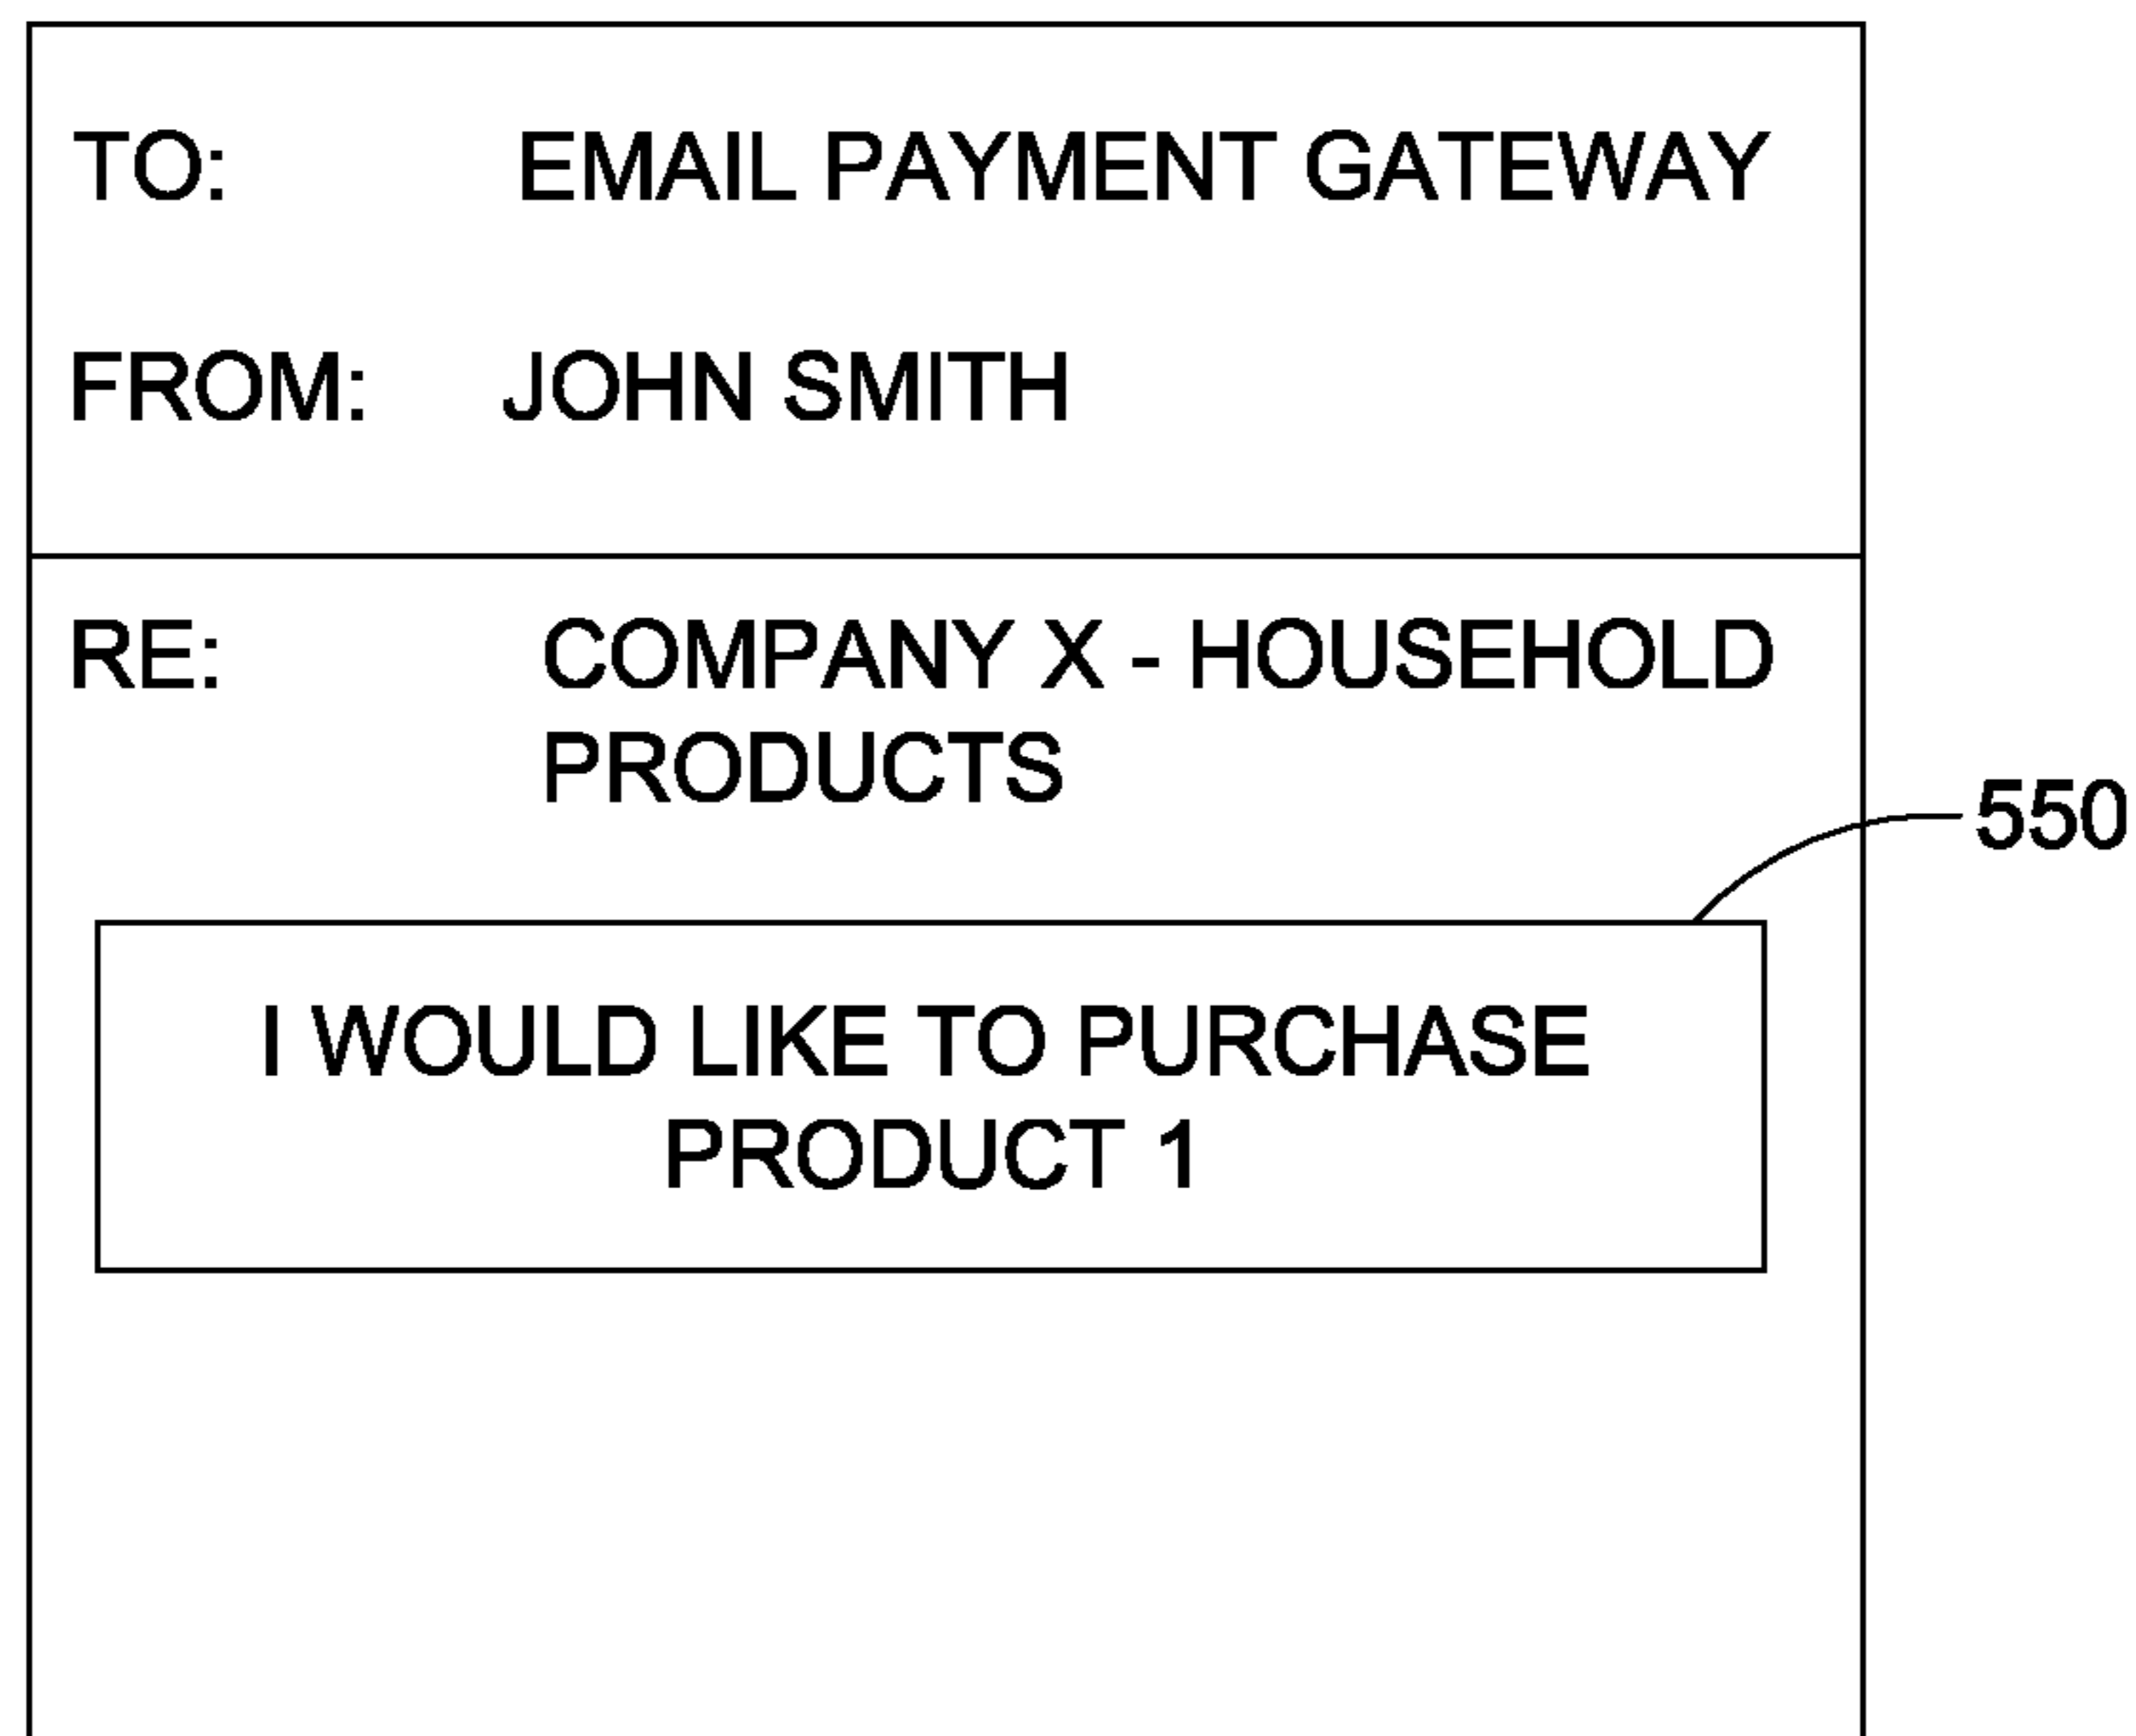 TO: EMAIL PAYMENT GATEWAY
FROM: JOHN SMITH
RE: COMPANY X - HOUSEHOLD
PRODUCTS
550
I WOULD LIKE TO PURCHASE
PRODUCT 1